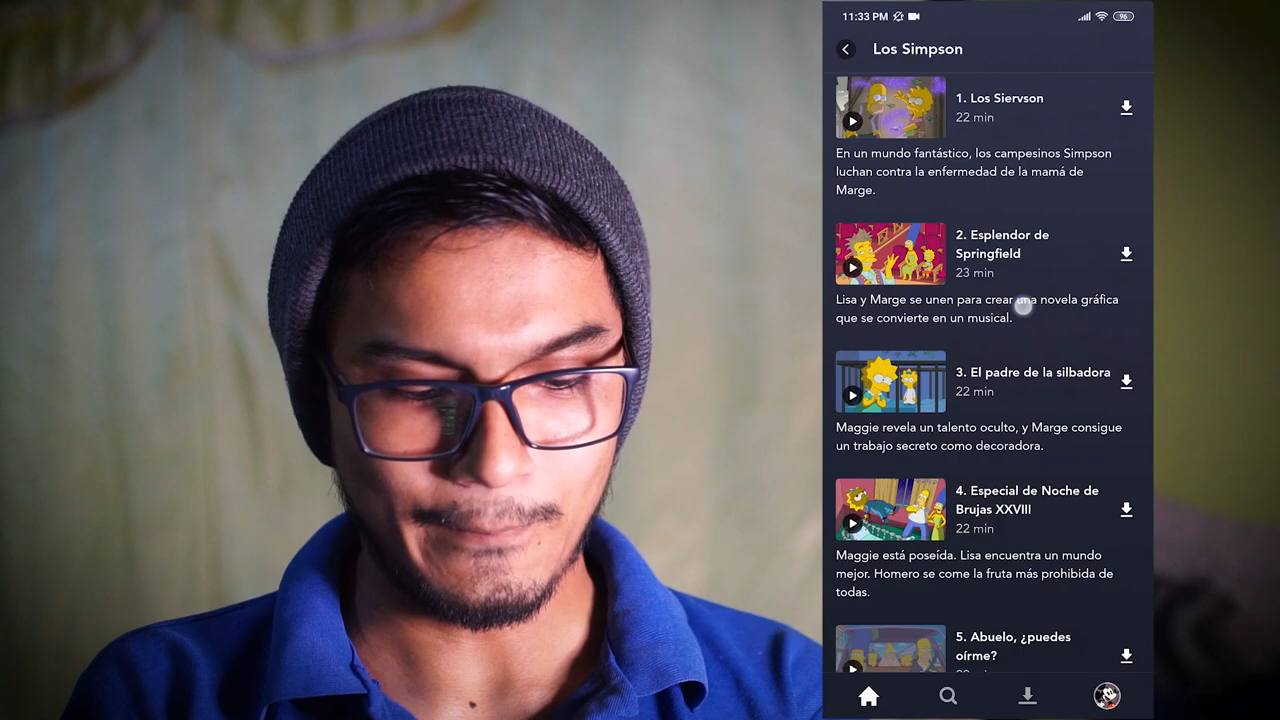 11:33 PM
96
Los Simpson
1. Los Siervson
22 min
En un mundo fantástico, los campesinos Simpson
luchan contra la enfermedad de la mamá de
Marge.
2. Esplendor de
Springfield
23 min
Lisa y Marge se unen para crear una novela gráfica
que se convierte en un musical.
3. El padre de la silbadora
22 min
Maggie revela un talento oculto, y Marge consigue
un trabajo secreto como decoradora.
4. Especial de Noche de
Brujas XXVIII
22 min
Maggie está poseída. Lisa encuentra un mundo
mejor. Homero se come la fruta más prohibida de
todas.
5. Abuelo, ¿puedes
oírme?